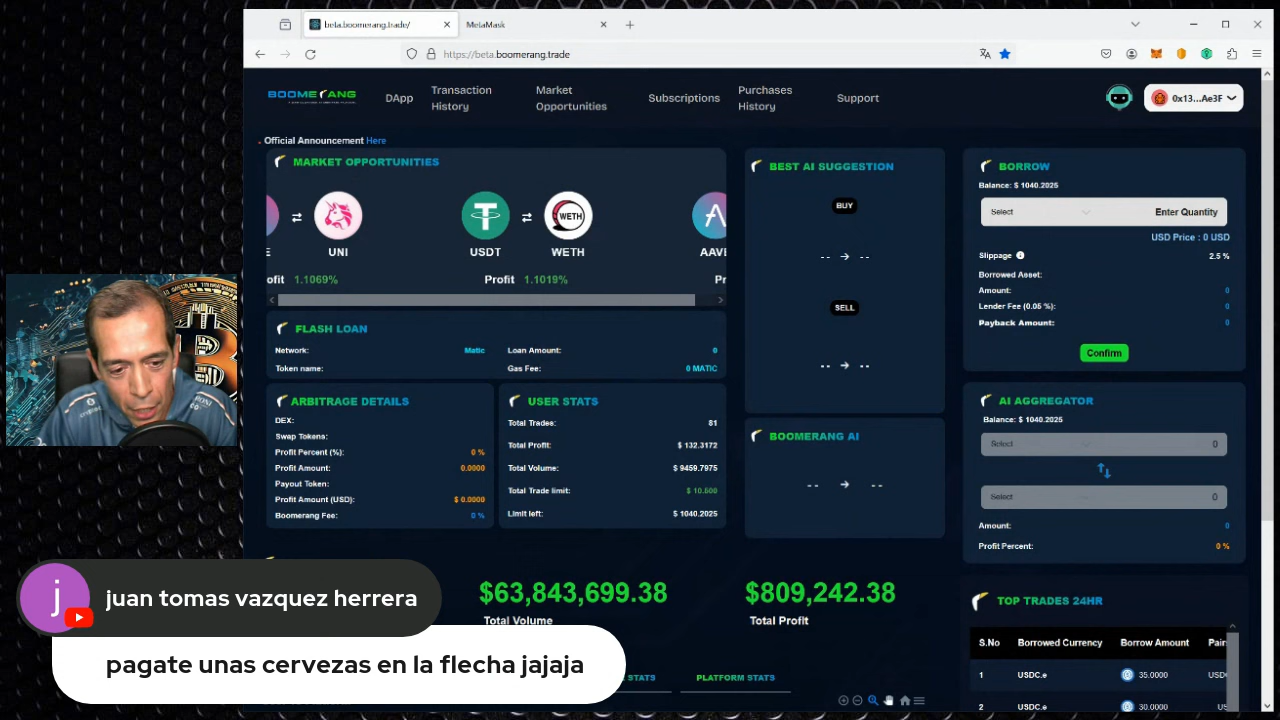 bela.boomerang.trade/
MetaMask
https://beta.boomerang.trade
BOOMERANG
DApp
Transaction
History
Market
Opportunities
Subscriptions
Purchases
History
Support
0x13...Ae3F
Official Announcement Here
MARKET OPPORTUNITIES
E
UNI
USDT
WETH
WETH
AAVE
ofit 1.1069%
Profit 1.1019%
Pr
FLASH LOAN
Network: Matic
Loan Amount: 0
Token name:
Gas Fee: 0 MATIC
ARBITRAGE DETAILS
DEX:
Swap Tokens:
Profit Percent (%): 0 %
Profit Amount: 0.0000
Payout Token:
Profit Amount (USD): $ 0.0000
Boomerang Fee: 0 %
USER STATS
Total Trades: 81
Total Profit: $ 132.3172
Total Volume: $ 9459.7975
Total Trade limit: $ 10.500
Limit left: $ 1040.2025
BEST AI SUGGESTION
BUY
-- → --
SELL
-- → --
BOOMERANG AI
-- → --
BORROW
Balance: $ 1040.2025
Select
Enter Quantity
USD Price : 0 USD
Slippage 2.5 %
Borrowed Asset:
Amount: 0
Lender Fee (0.05 %): 0
Payback Amount: 0
Confirm
AI AGGREGATOR
Balance: $ 1040.2025
Select 0
Select 0
Amount: 0
Profit Percent: 0 %
$63,843,699.38
Total Volume
$809,242.38
Total Profit
STATS
PLATFORM STATS
TOP TRADES 24HR
S.No Borrowed Currency Borrow Amount Pair
1 USDC.e 35.0000 USD
2 USDC.e 35.0000 US
j
juan tomas vazquez herrera
pagate unas cervezas en la flecha jajaja